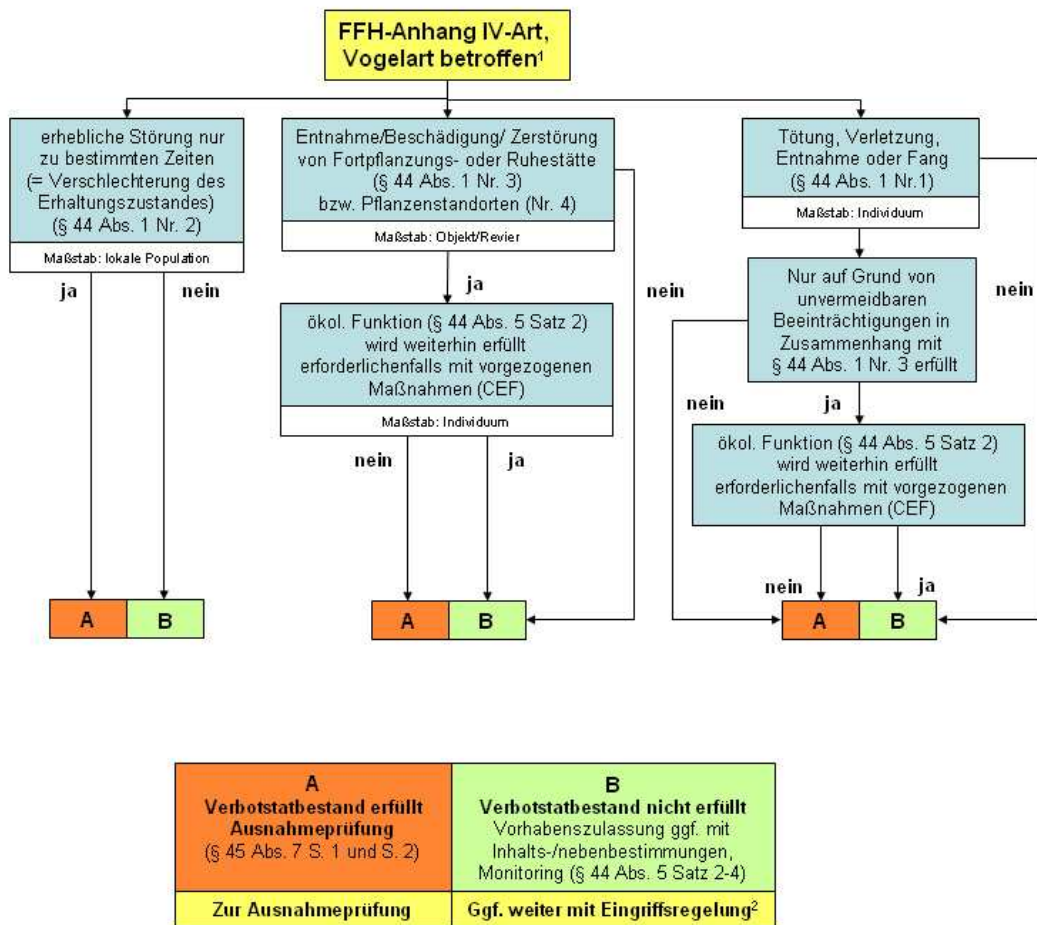 FFH-Anhang IV-Art,
Vogelart betroffen¹
erhebliche Störung nur
zu bestimmten Zeiten
(= Verschlechterung des
Erhaltungszustandes)
(§ 44 Abs. 1 Nr. 2)
Maßstab: lokale Population
ja
nein
A
B
Entnahme/Beschädigung/ Zerstörung
von Fortpflanzungs- oder Ruhestätte
(§ 44 Abs. 1 Nr. 3)
bzw. Pflanzenstandorten (Nr. 4)
Maßstab: Objekt/Revier
ja
nein
ökol. Funktion (§ 44 Abs. 5 Satz 2)
wird weiterhin erfüllt
erforderlichenfalls mit vorgezogenen
Maßnahmen (CEF)
Maßstab: Individuum
nein
ja
A
B
Tötung, Verletzung,
Entnahme oder Fang
(§ 44 Abs. 1 Nr.1)
Maßstab: Individuum
nein
Nur auf Grund von
unvermeidbaren
Beeinträchtigungen in
Zusammenhang mit
§ 44 Abs. 1 Nr. 3 erfüllt
nein
ja
ökol. Funktion (§ 44 Abs. 5 Satz 2)
wird weiterhin erfüllt
erforderlichenfalls mit vorgezogenen
Maßnahmen (CEF)
nein
ja
A
B
A
Verbotstatbestand erfüllt
Ausnahmeprüfung
(§ 45 Abs. 7 S. 1 und S. 2)
Zur Ausnahmeprüfung
B
Verbotstatbestand nicht erfüllt
Vorhabenszulassung ggf. mit
Inhalts-/nebenbestimmungen,
Monitoring (§ 44 Abs. 5 Satz 2-4)
Ggf. weiter mit Eingriffsregelung²